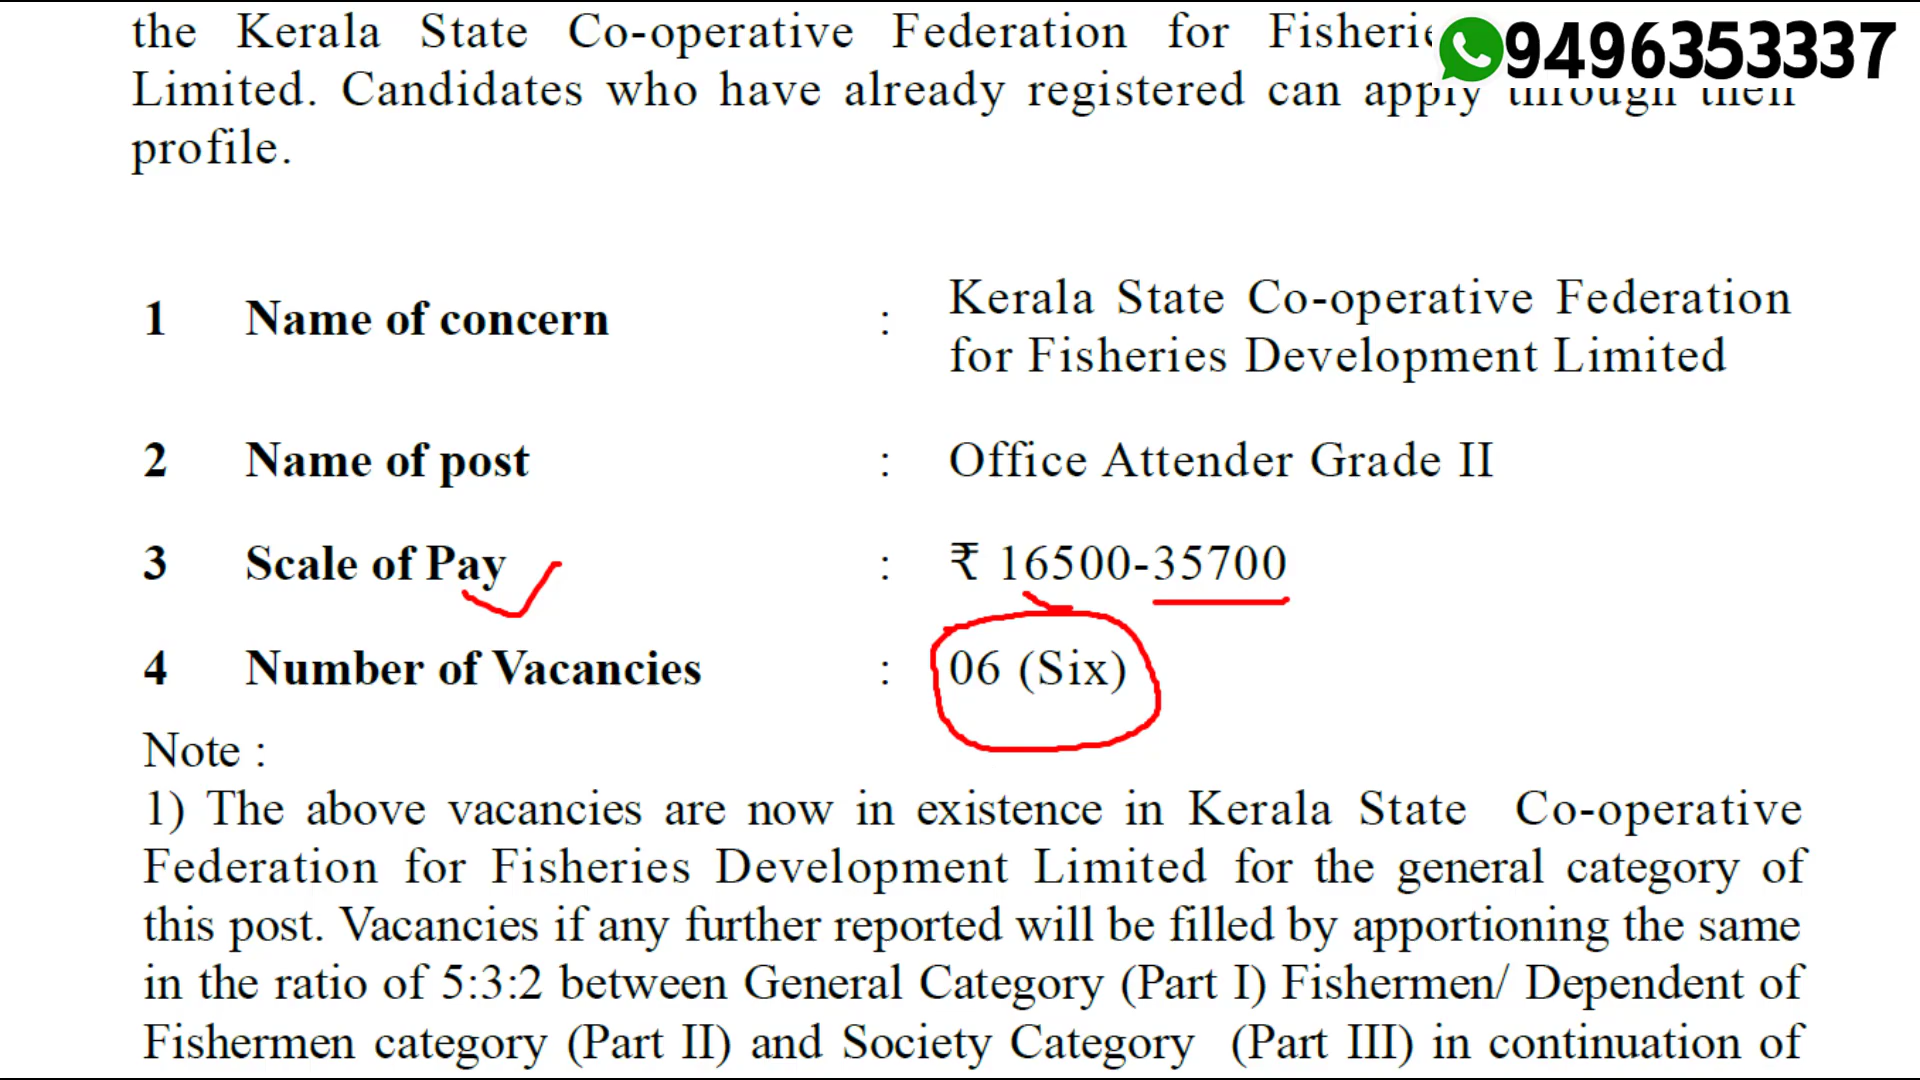 the Kerala State Co-operative Federation for Fisherie
9496353337
Limited. Candidates who have already registered can apply through their
profile.
1 Name of concern : Kerala State Co-operative Federation
for Fisheries Development Limited
2 Name of post : Office Attender Grade II
3 Scale of Pay : ₹ 16500-35700
4 Number of Vacancies : 06 (Six)
Note :
1) The above vacancies are now in existence in Kerala State Co-operative
Federation for Fisheries Development Limited for the general category of
this post. Vacancies if any further reported will be filled by apportioning the same
in the ratio of 5:3:2 between General Category (Part I) Fishermen/ Dependent of
Fishermen category (Part II) and Society Category (Part III) in continuation of